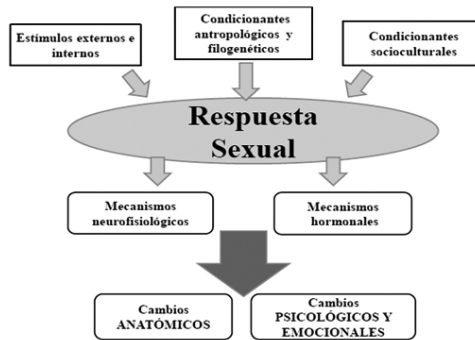 Estímulos externos e
internos
Condicionantes
antropológicos y
filogenéticos
Condicionantes
socioculturales
Respuesta
Sexual
Mecanismos
neurofisiológicos
Mecanismos
hormonales
Cambios
ANATÓMICOS
Cambios
PSICOLÓGICOS Y
EMOCIONALES